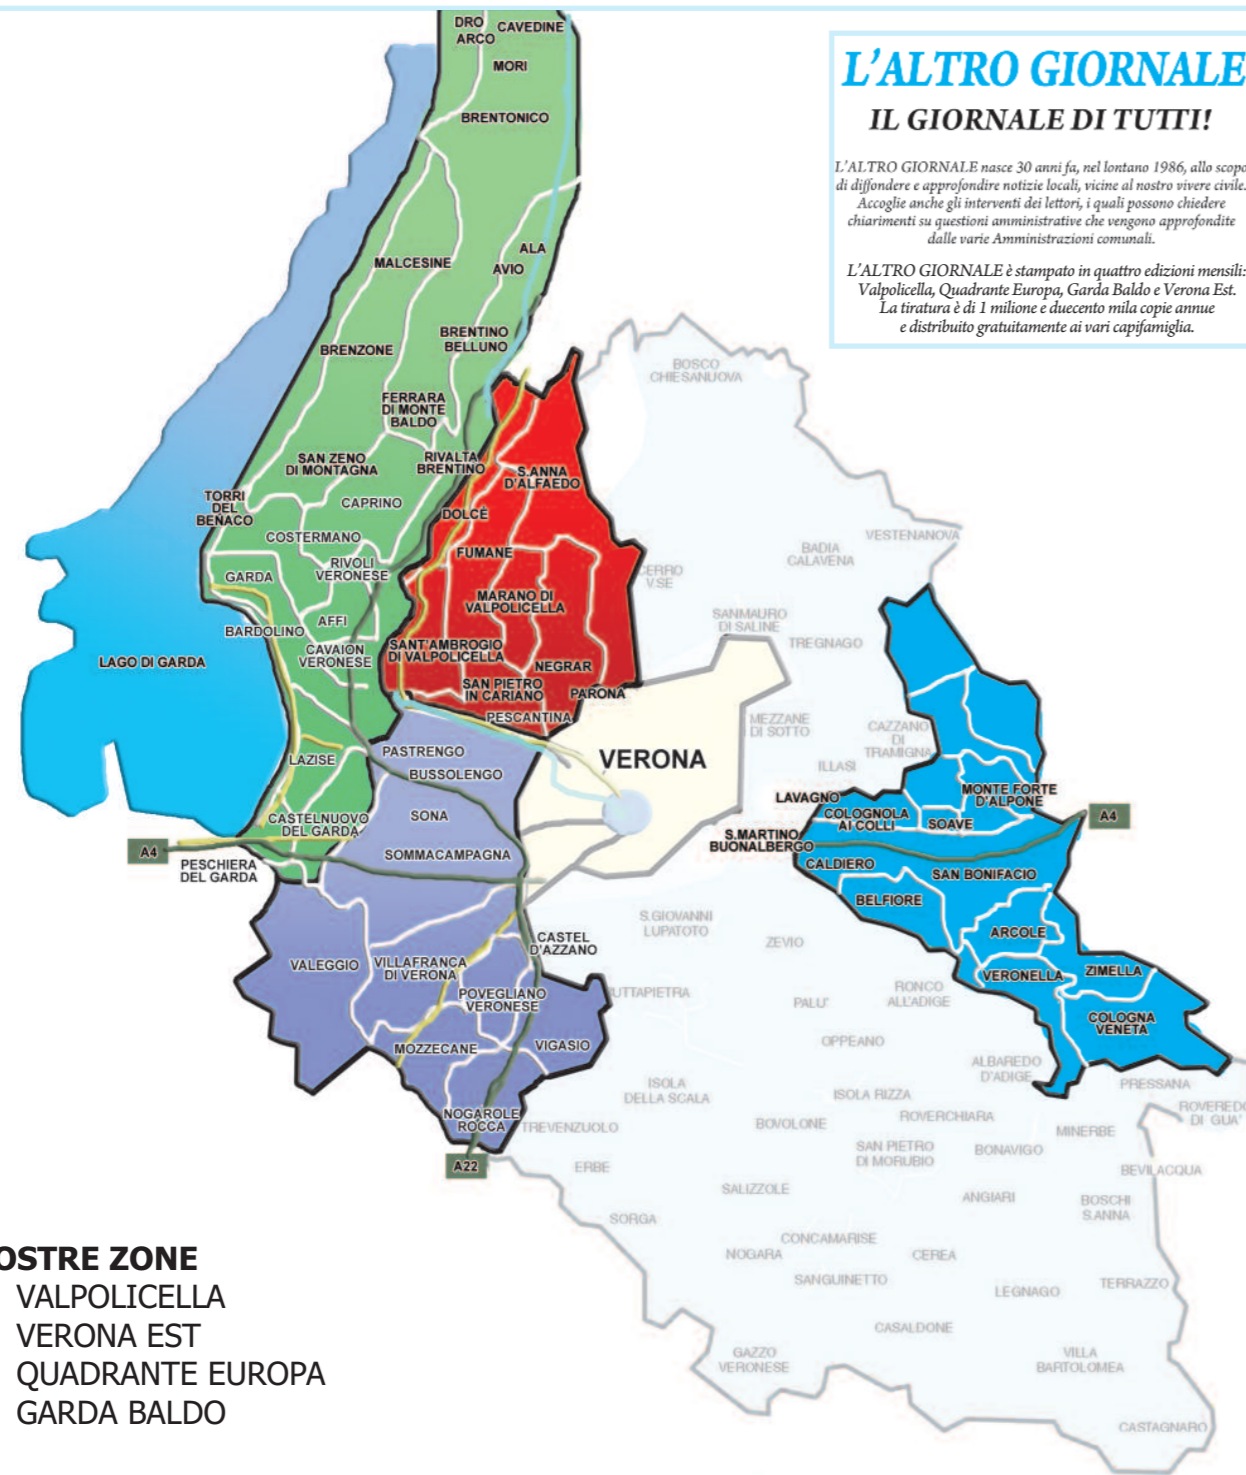 DRO
CAVEDINE
ARCO
MORI
BRENTONICO
L'ALTRO GIORNALE
IL GIORNALE DI TUTTI!
L'ALTRO GIORNALE nasce 30 anni fa, nel lontano 1986, allo scopo
di diffondere e approfondire notizie locali, vicine al nostro vivere civile.
Accoglie anche gli interventi dei lettori, i quali possono chiedere
chiarimenti su questioni amministrative che vengono approfondite
dalle varie Amministrazioni comunali.
L'ALTRO GIORNALE è stampato in quattro edizioni mensili:
Valpolicella, Quadrante Europa, Garda Baldo e Verona Est.
La tiratura è di 1 milione e duecento mila copie annue
e distribuito gratuitamente ai vari capifamiglia.
ALA
AVIO
MALCESINE
BRENTINO
BELLUNO
BRENZONE
FERRARA
DI MONTE
BALDO
SAN ZENO
DI MONTAGNA
RIVALTA
BRENTINO
TORRI
DEL
BENACO
CAPRINO
COSTERMANO
RIVOLI
VERONESE
GARDA
AFFI
BARDOLINO
CAVAION
VERONESE
LAGO DI GARDA
LAZISE
CASTELNUOVO
DEL GARDA
A4
PESCHIERA
DEL GARDA
S.ANNA
D'ALFAEDO
DOLCÈ
FUMANE
MARANO DI
VALPOLICELLA
SANT'AMBROGIO
DI VALPOLICELLA
NEGRAR
SAN PIETRO
IN CARIANO
PARONA
PESCANTINA
PASTRENGO
BUSSOLENGO
SONA
SOMMACAMPAGNA
VERONA
CASTEL
D'AZZANO
VALEGGIO
VILLAFRANCA
DI VERONA
POVEGLIANO
VERONESE
MOZZECANE
VIGASIO
NOGAROLE
ROCCA
A22
BOSCO
CHIESANUOVA
VESTENANOVA
BADIA
CALAVENA
CERRO
V.SE
SANMAURO
DI SALINE
TREGNAGO
MEZZANE
DI SOTTO
CAZZANO
DI
TRAMIGNA
ILLASI
LAVAGNO
MONTE FORTE
D'ALPONE
COLOGNOLA
AI COLLI
SOAVE
A4
S.MARTINO
BUONALBERGO
CALDIERO
SAN BONIFACIO
BELFIORE
ARCOLE
VERONELLA
ZIMELLA
COLOGNA
VENETA
S.GIOVANNI
LUPATOTO
ZEVIO
UTTAPIETRA
PALU'
RONCO
ALL'ADIGE
OPPEANO
ALBAREDO
D'ADIGE
PRESSANA
ISOLA
DELLA SCALA
ISOLA RIZZA
ROVEREDO
DI GUA'
TREVENZUOLO
BOVOLONE
ROVERCHIARA
MINERBE
SAN PIETRO
DI MORUBIO
BONAVIGO
ERBE
BEVILACQUA
SALIZZOLE
ANGIARI
BOSCHI
S.ANNA
SORGA
CONCAMARISE
NOGARA
CEREA
SANGUINETTO
LEGNAGO
TERRAZZO
CASALDONE
GAZZO
VERONESE
VILLA
BARTOLOMEA
CASTAGNARO
OSTRE ZONE
VALPOLICELLA
VERONA EST
QUADRANTE EUROPA
GARDA BALDO